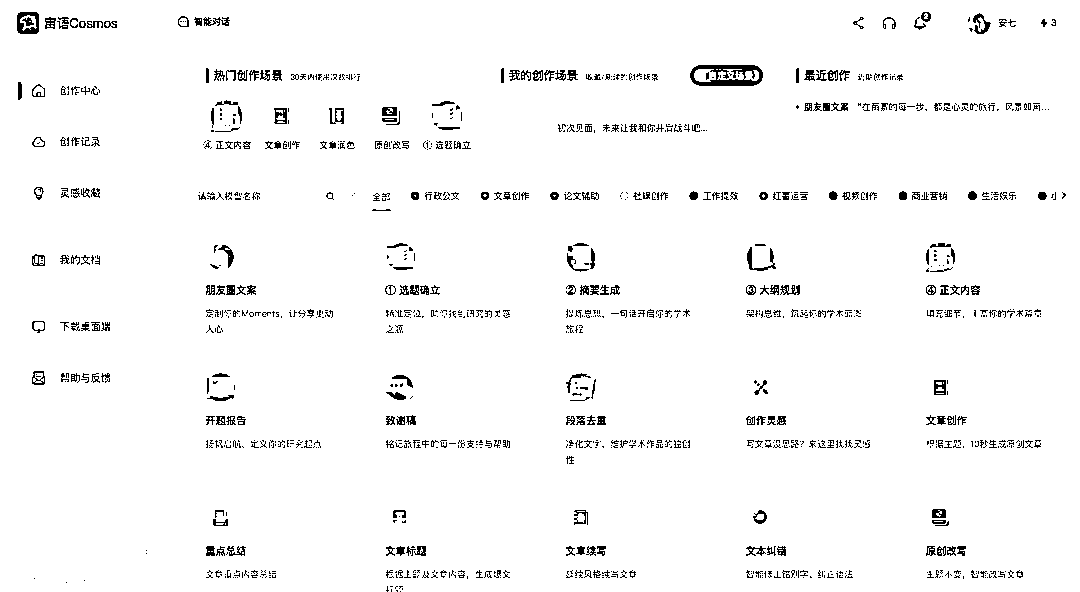 宙语Cosmos
智能对话
2
安七
3
创作中心
创作记录
灵感收藏
我的文档
下载桌面端
帮助与反馈
热门创作场景 30天内使用次数排行
④ 正文内容 文章创作 文章润色 原创改写 ① 选题确立
我的创作场景
自定义场景
初次见面，未来让我和你并肩战斗吧...
最近创作 近期创作记录
朋友圈文案 "在商家的每一步，都是心灵的旅行，风景如画...
请输入模型名称
全部 行政公文 文章创作 论文辅助 社媒创作 工作提效 红薯运营 视频创作 商业营销 生活娱乐
朋友圈文案
定制你的Moments，让分享更动
人心
① 选题确立
精准定位，助你找到研究的灵感
之源
② 摘要生成
提炼思想，一句话开启你的学术
旅程
③ 大纲规划
架构思维，筑起你的学术蓝图
④ 正文内容
填充细节，丰富你的学术篇章
开题报告
扬帆启航，定义你的研究起点
致谢稿
铭记旅程中的每一份支持与帮助
段落去重
净化文字，维护学术作品的独创
性
创作灵感
写文章没思路？来这里找找灵感
文章创作
根据主题，10秒生成原创文章
重点总结
文章重点内容总结
文章标题
根据主题及文章内容，生成爆文
标题
文章续写
延续风格续写文章
文本纠错
智能修正错别字、纠正语法
原创改写
主题不变，智能改写文章